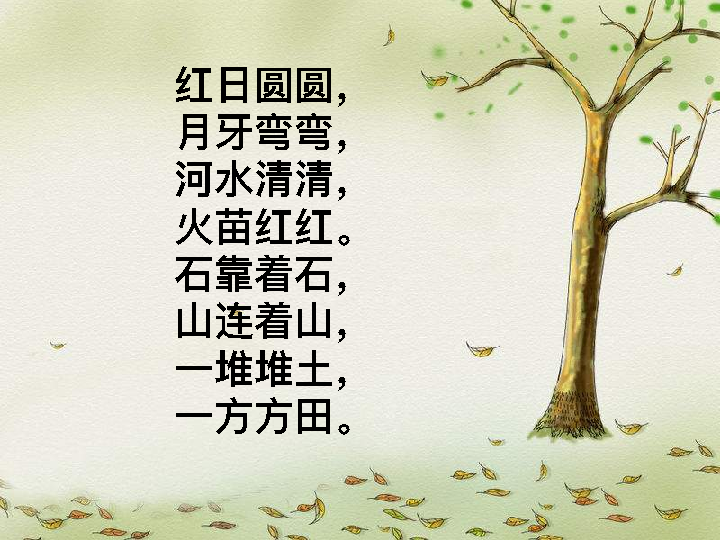 红日圆圆，
月牙弯弯，
河水清清，
火苗红红。
石靠着石，
山连着山，
一堆堆土，
一方方田。